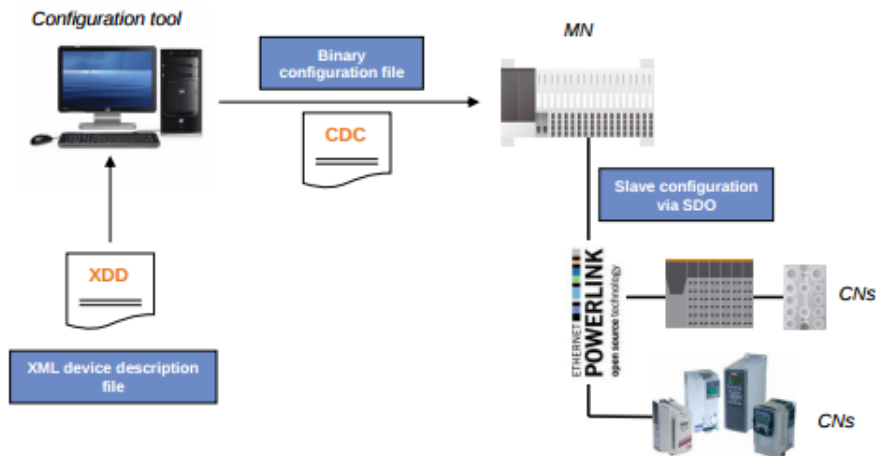 Configuration tool
MN
Binary
configuration file
CDC
Slave configuration
via SDO
XDD
XML device description
file
ETHERNET
POWERLINK
open source technology
CNs
CNs